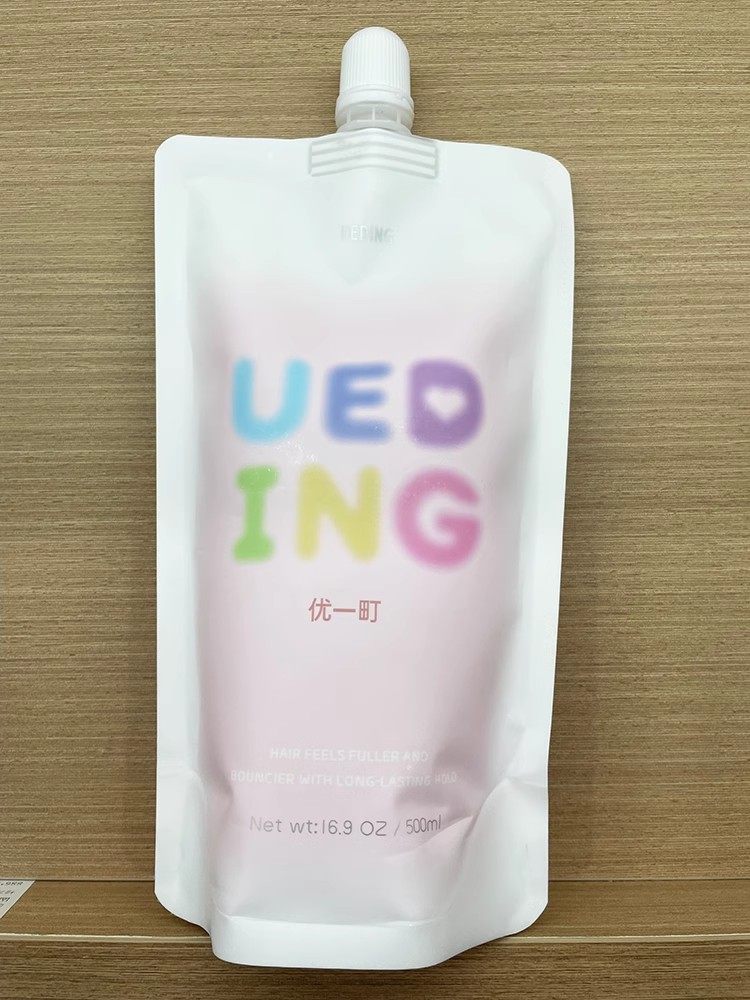 UEDING
UED
ING
优一町
HAIR FEELS FULLER AND
BOUNCIER WITH LONG-LASTING HOLD
Net wt:16.9 OZ / 500ml